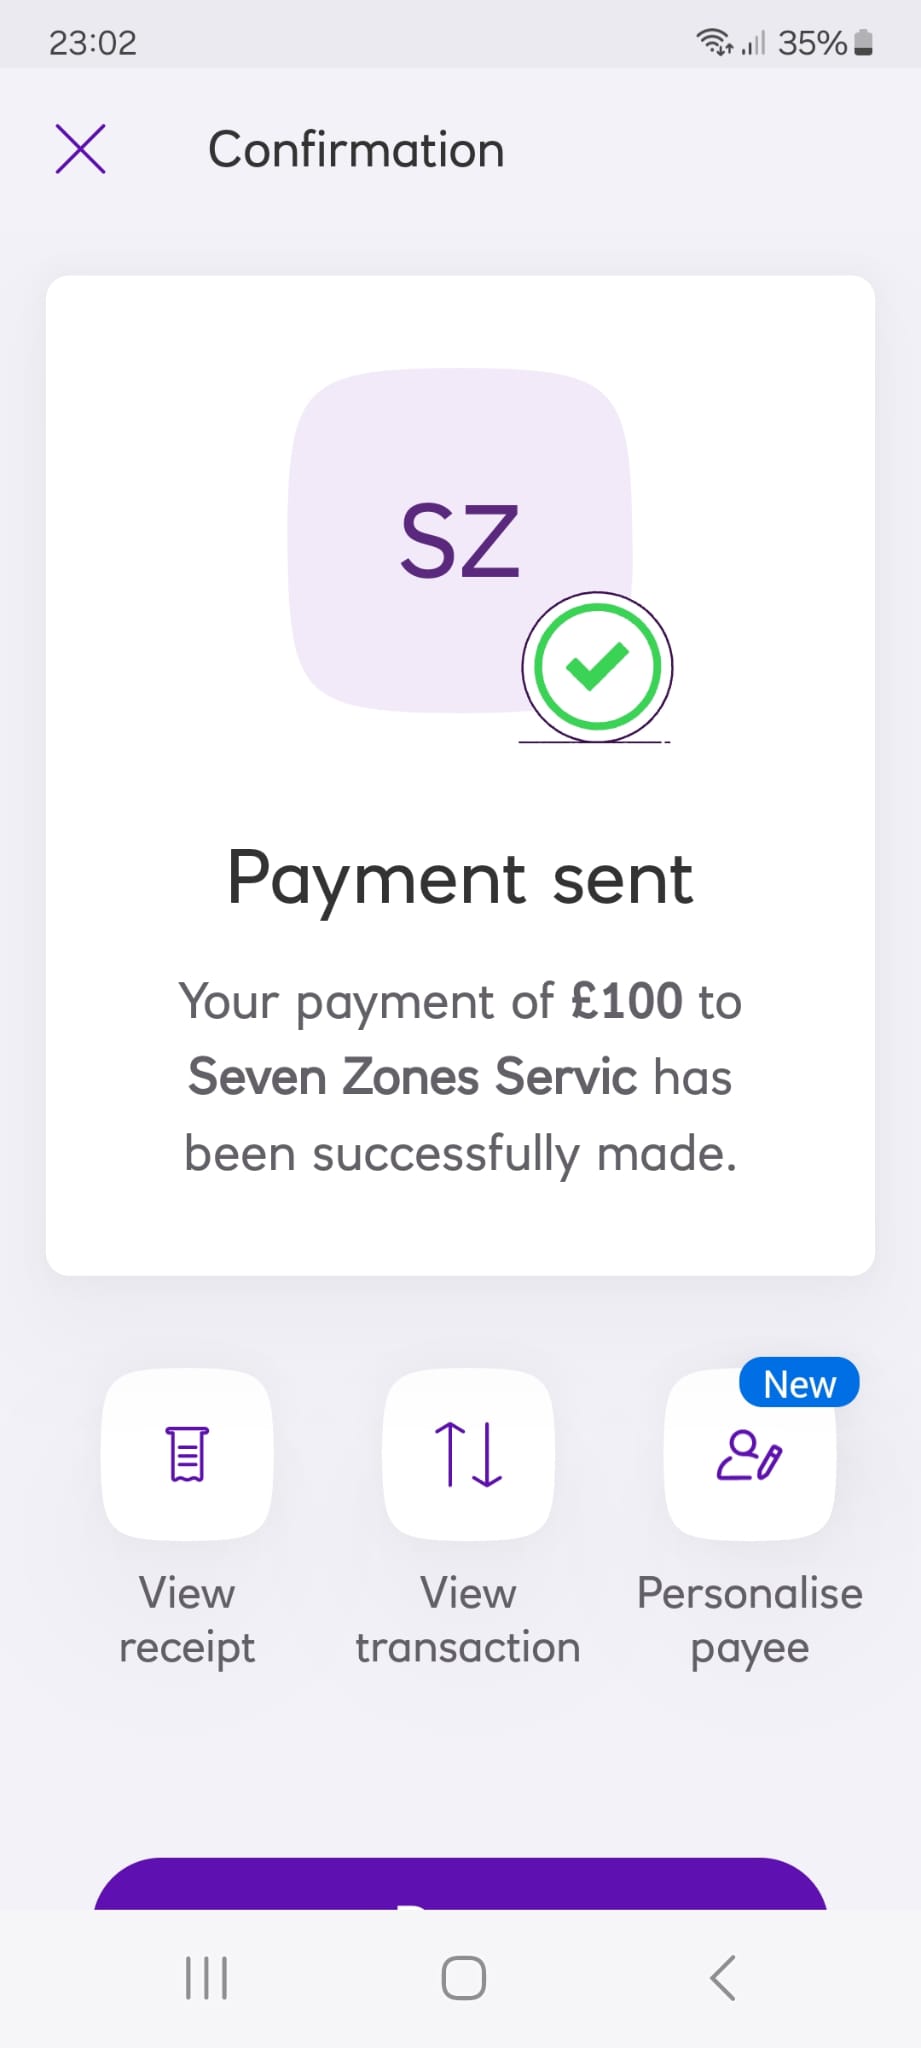 23:02 35%
Confirmation
SZ
Payment sent
Your payment of £100 to
Seven Zones Servic has
been successfully made.
New
View
receipt
View
transaction
Personalise
payee